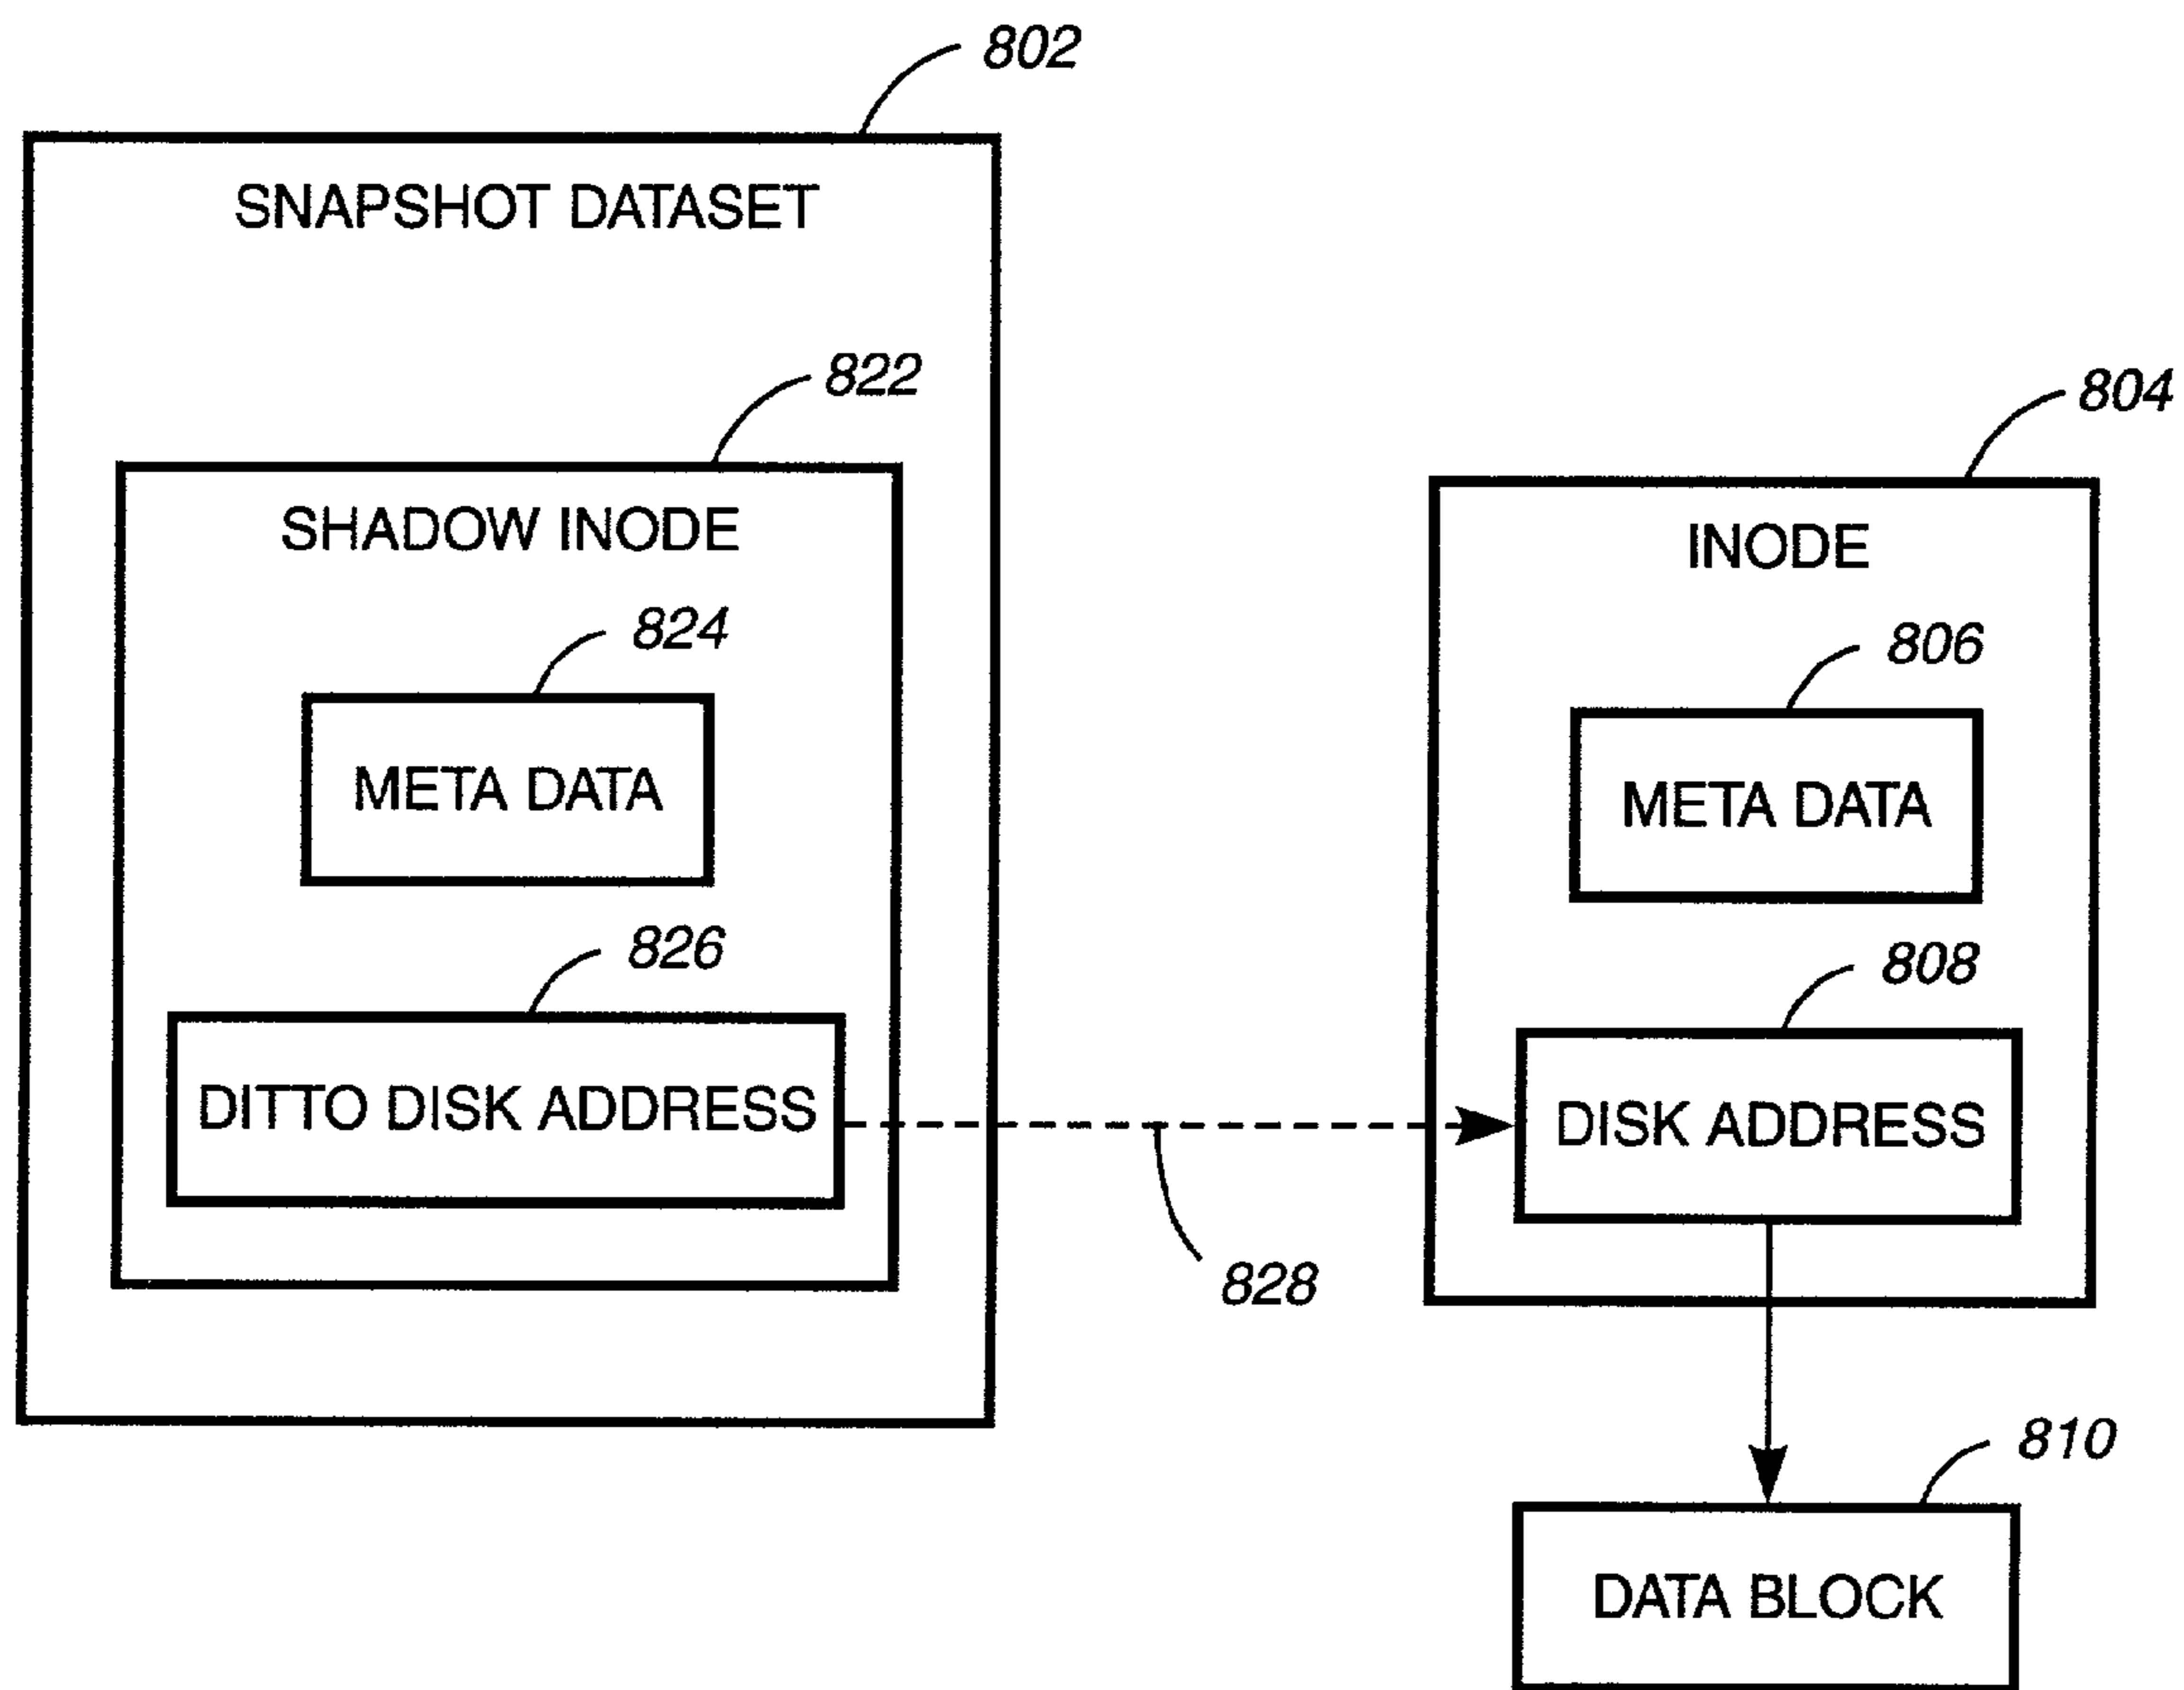 802
SNAPSHOT DATASET
822
804
SHADOW INODE
INODE
824
806
META DATA
META DATA
826
808
DITTO DISK ADDRESS
DISK ADDRESS
828
810
DATA BLOCK